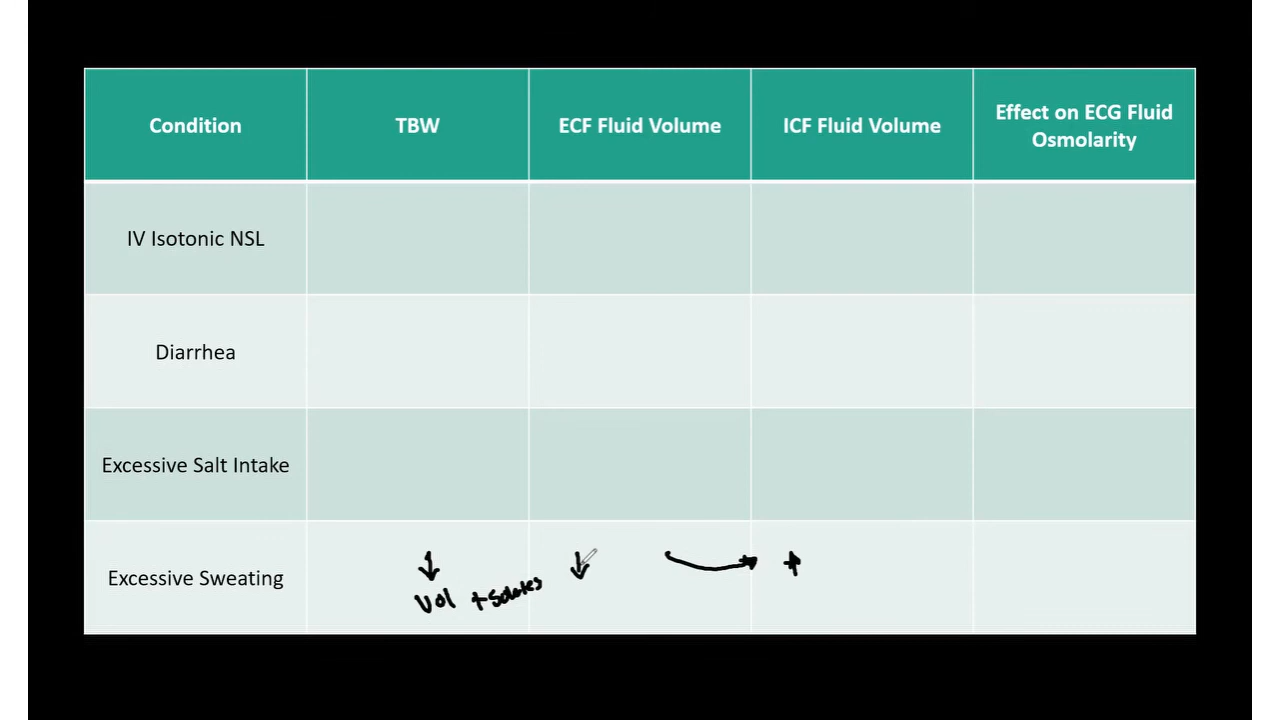 Condition
TBW
ECF Fluid Volume
ICF Fluid Volume
Effect on ECG Fluid
Osmolarity
IV Isotonic NSL
Diarrhea
Excessive Salt Intake
Excessive Sweating
↓
Vol + Solutes
↓